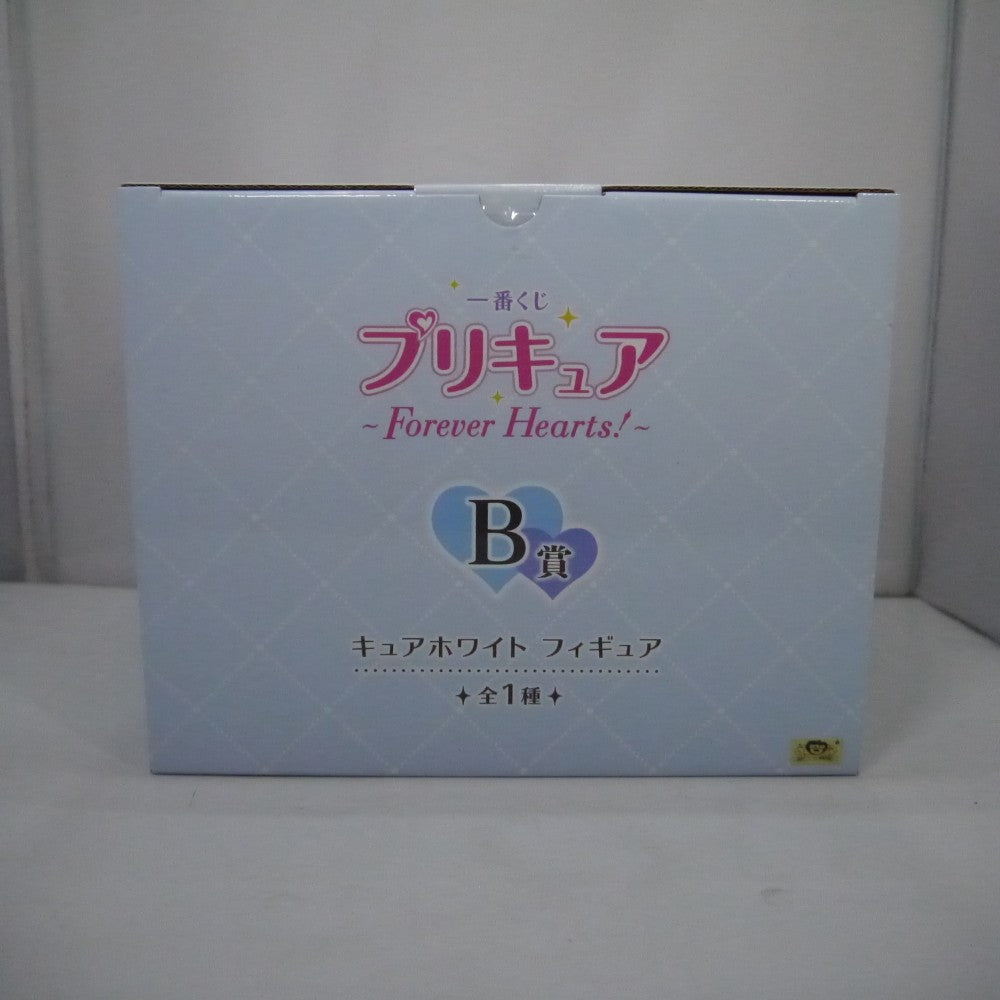 一番くじ
プリキュア
~Forever Hearts!~
B賞
キュアホワイト フィギュア
全1種